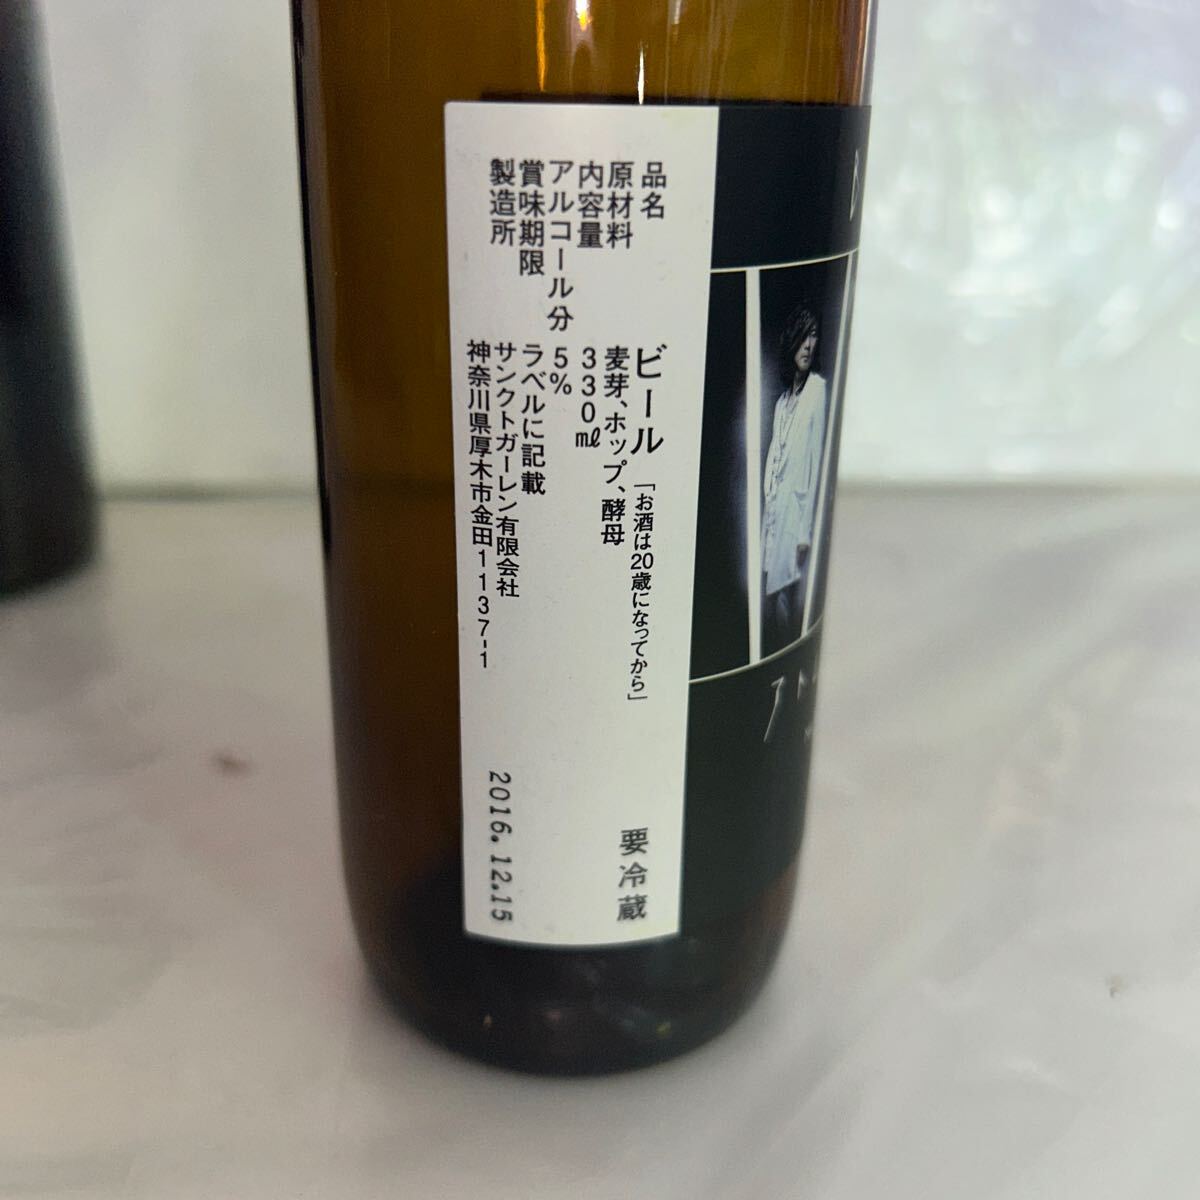 品名 ビール 「お酒は20歳になってから」
原材料 麦芽、ホップ、酵母
内容量 330㎖
アルコール分 5%
賞味期限 ラベルに記載
製造所 サンクトガーレン有限会社
神奈川県厚木市金田1137-1
要冷蔵
2016.12.15
アト